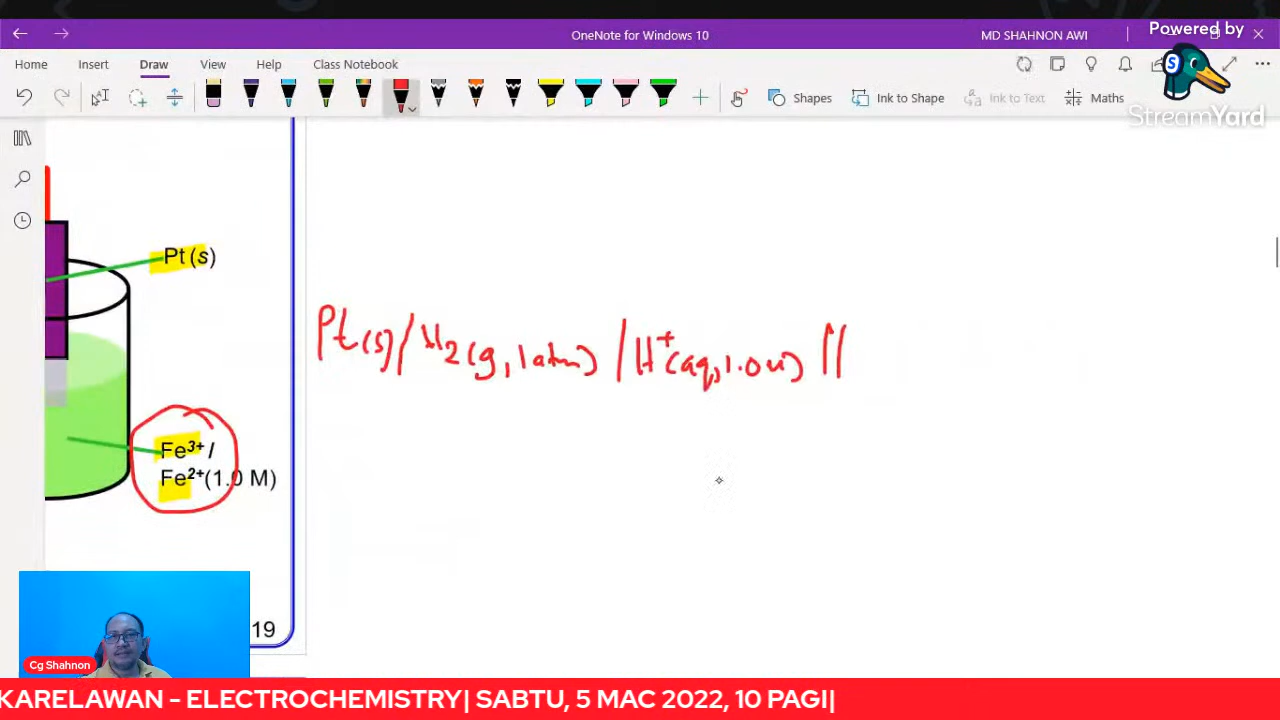 Powered by
OneNote for Windows 10
MD SHAHNON AWI
StreamYard
Home Insert Draw View Help Class Notebook
Shapes Ink to Shape Ink to Text Maths
Pt (s)
Pt(s)/H2(g, 1 atm) / H+(aq, 1.0M) //
Fe³⁺ /
Fe²⁺(1.0 M)
19
Cg Shahnon
KARELAWAN - ELECTROCHEMISTRY| SABTU, 5 MAC 2022, 10 PAGI|